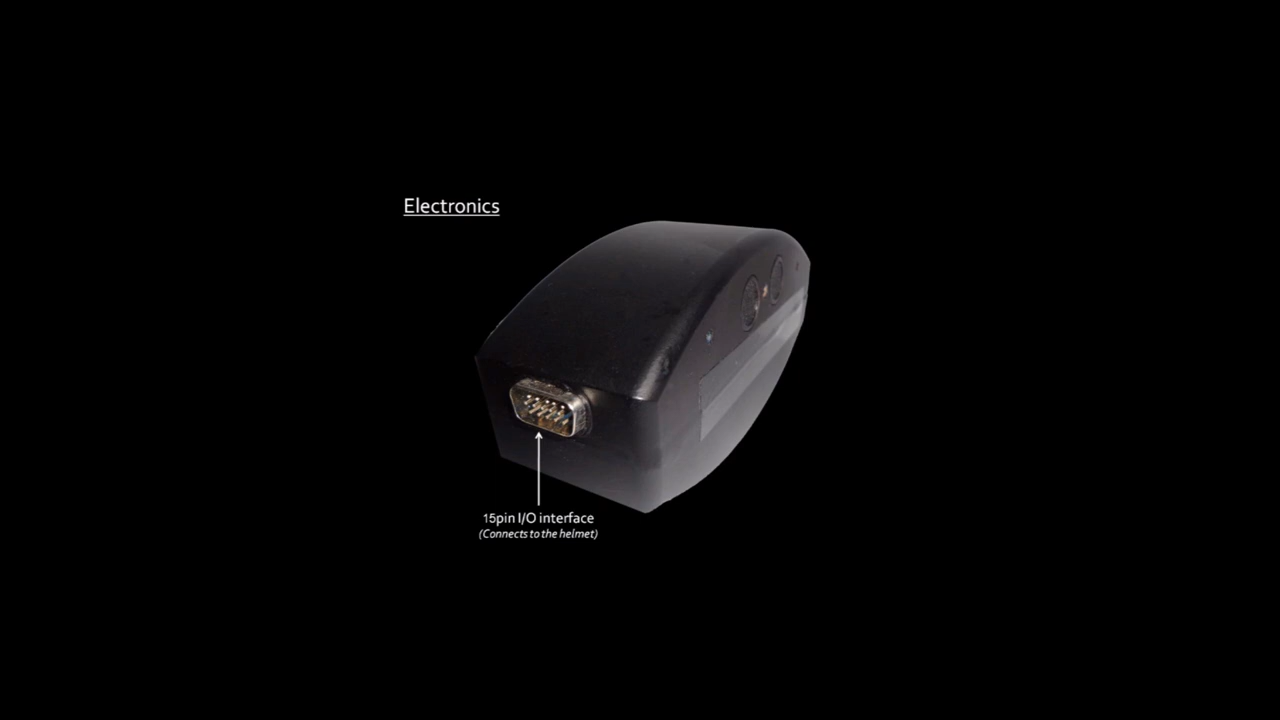 Electronics
15pin I/O interface
(Connects to the helmet)